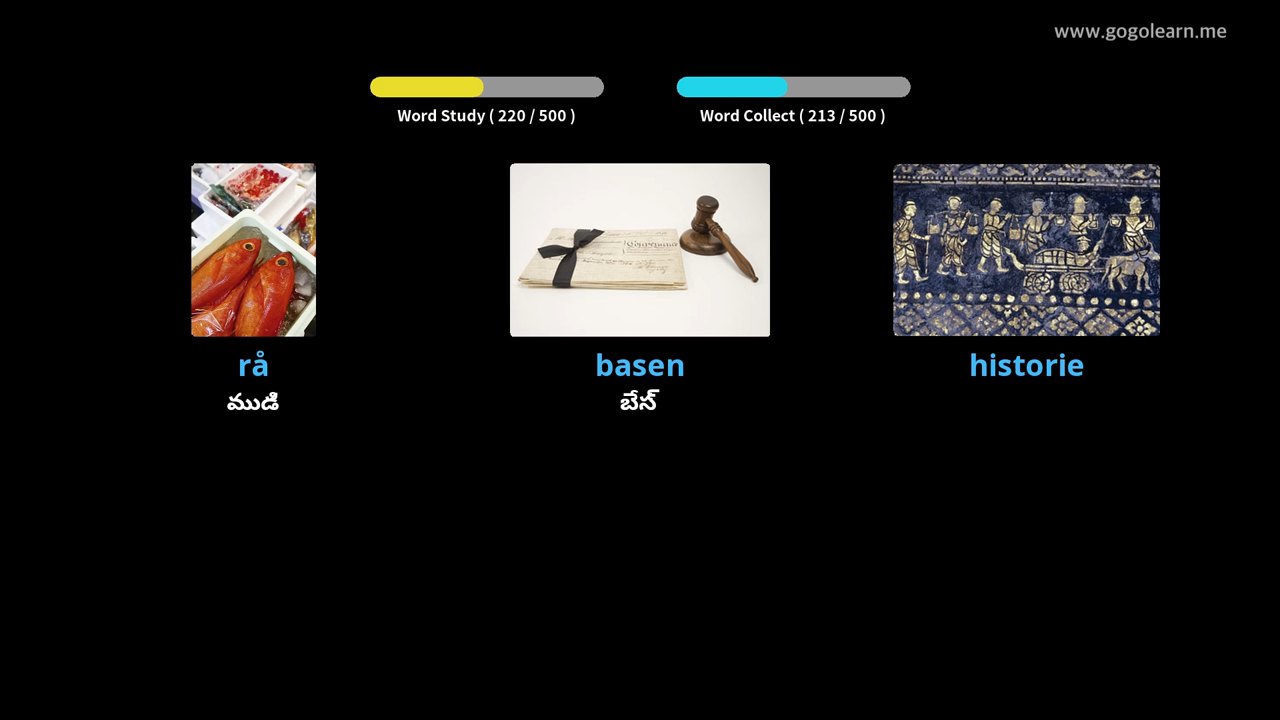 www.gogolearn.me
Word Study ( 220 / 500 )
Word Collect ( 213 / 500 )
rå
ముడి
basen
బేస్
historie